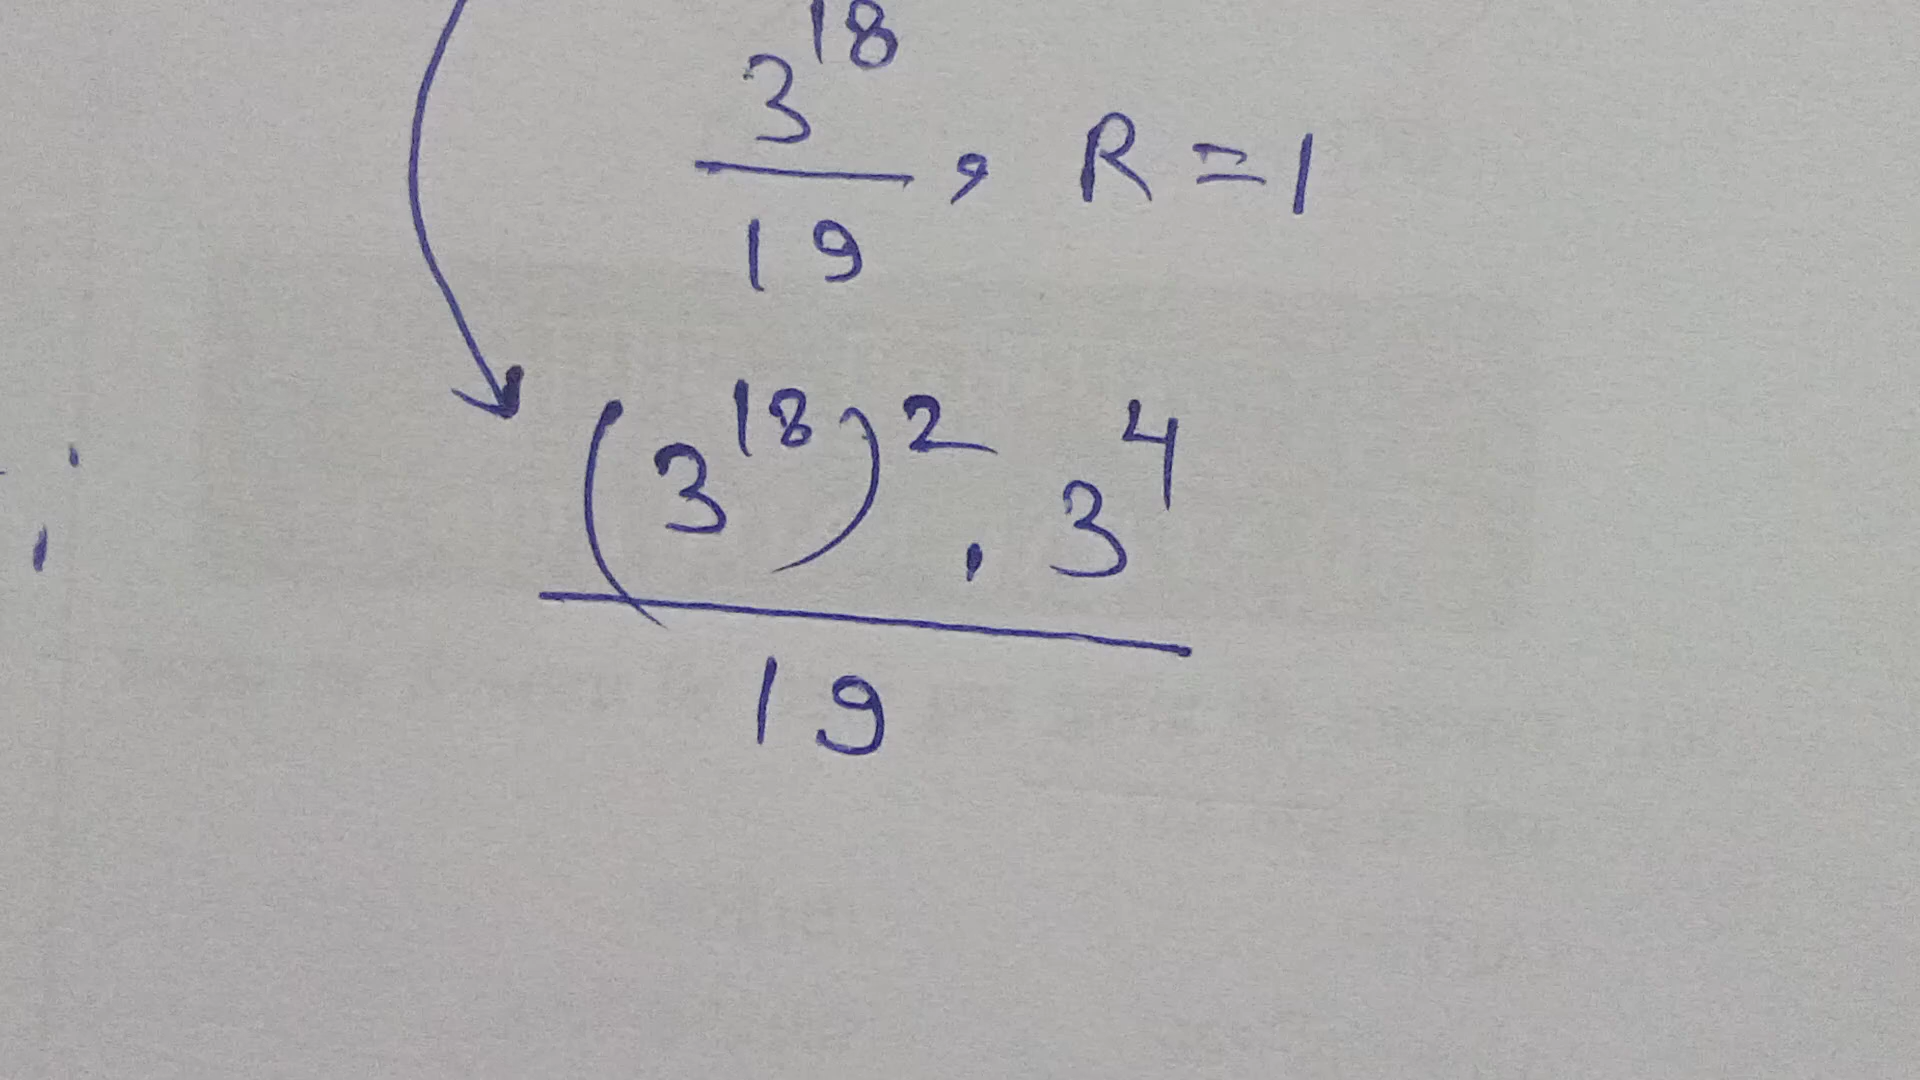 3^18 / 19 , R = 1
(3^18)^2 . 3^4 / 19